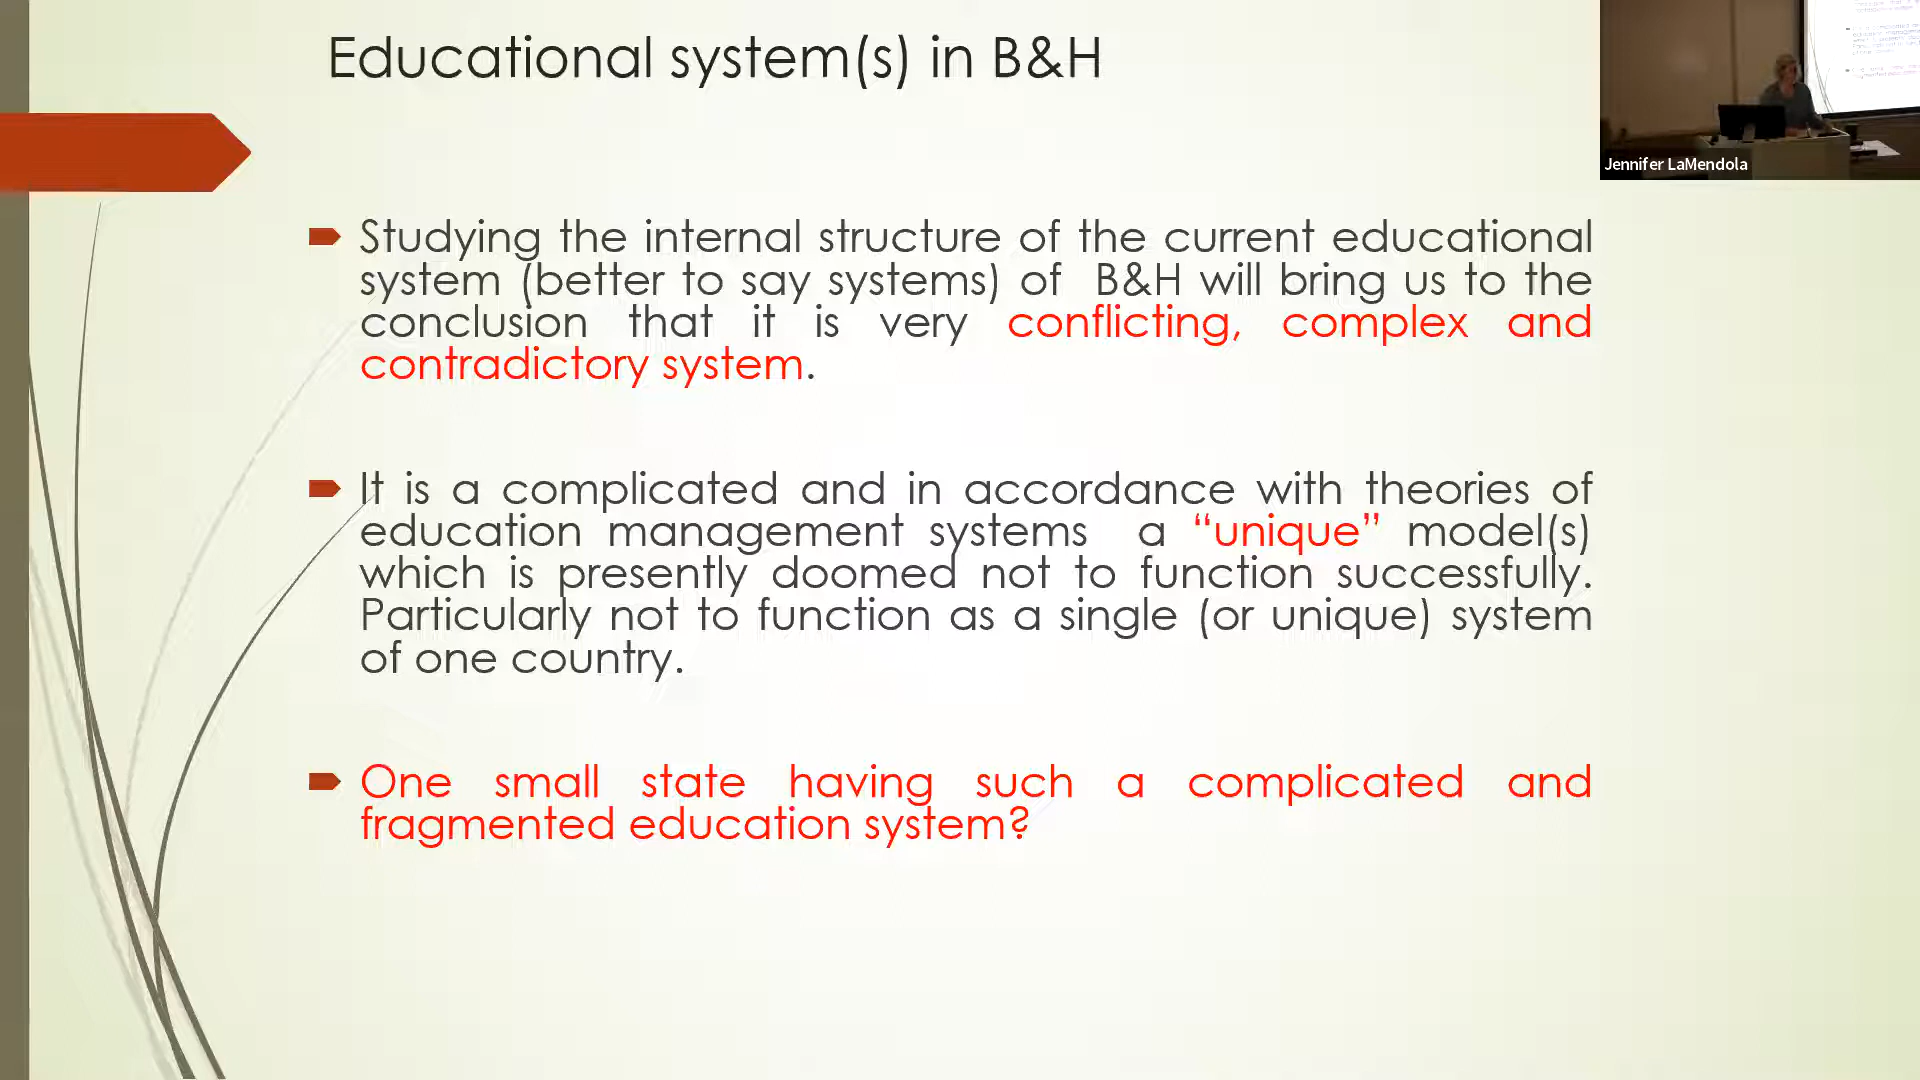 Educational system(s) in B&H
Jennifer LaMendola
Studying the internal structure of the current educational
system (better to say systems) of B&H will bring us to the
conclusion that it is very conflicting, complex and
contradictory system.
It is a complicated and in accordance with theories of
education management systems a “unique” model(s)
which is presently doomed not to function successfully.
Particularly not to function as a single (or unique) system
of one country.
One small state having such a complicated and
fragmented education system?